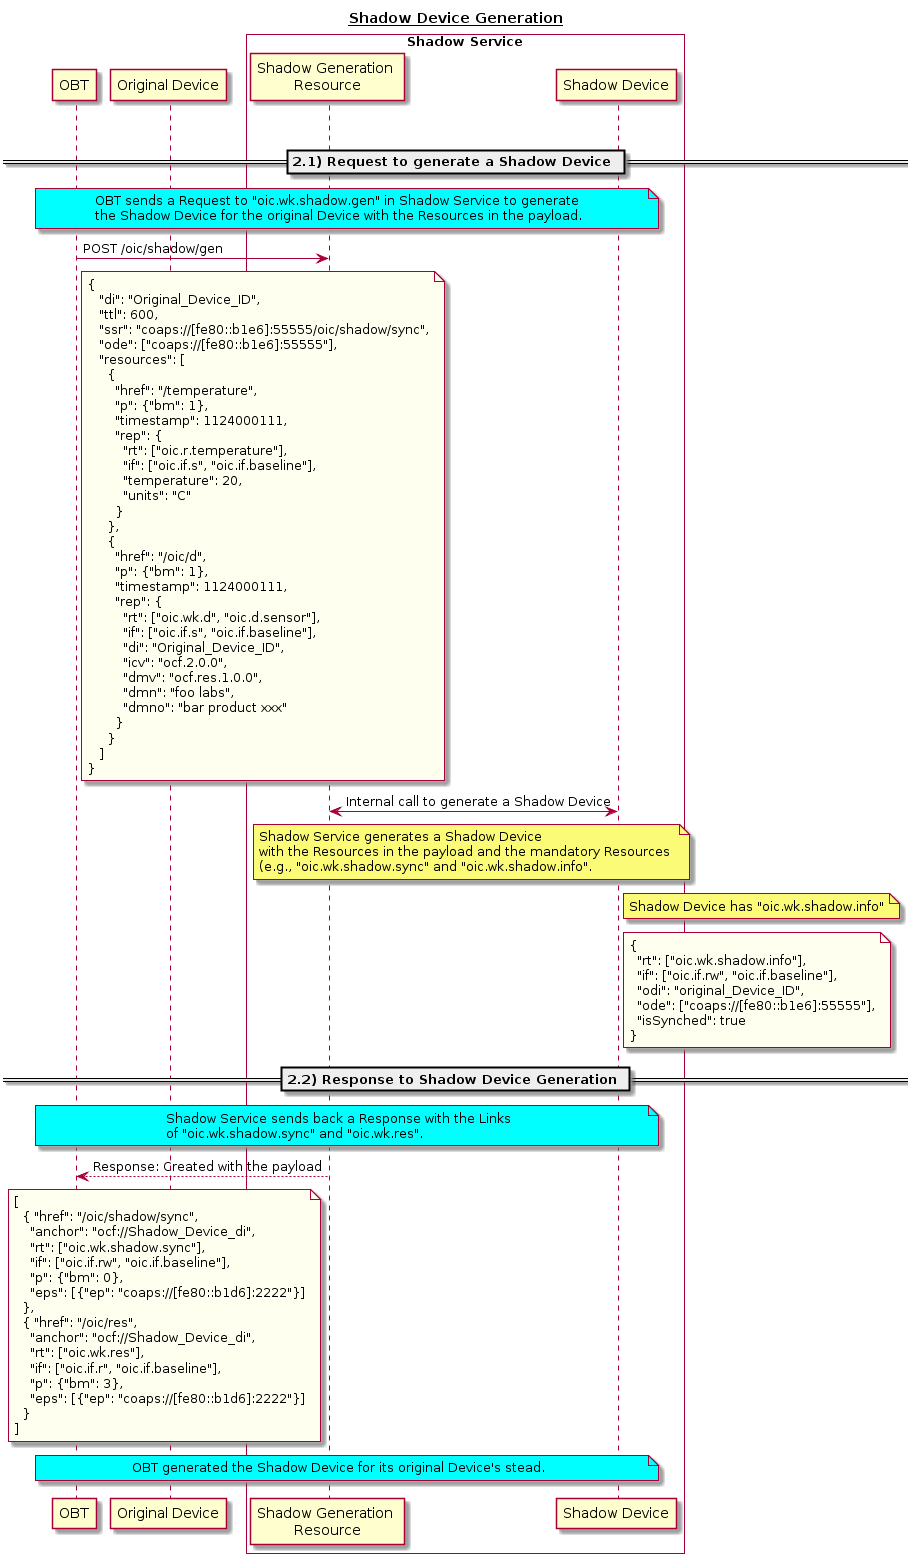 Shadow Device Generation
Shadow Service
OBT
Original Device
Shadow Generation
Resource
Shadow Device
2.1) Request to generate a Shadow Device
OBT sends a Request to "oic.wk.shadow.gen" in Shadow Service to generate
the Shadow Device for the original Device with the Resources in the payload.
POST /oic/shadow/gen
{
"di": "Original_Device_ID",
"ttl": 600,
"ssr": "coaps://[fe80::b1e6]:55555/oic/shadow/sync",
"ode": ["coaps://[fe80::b1e6]:55555"],
"resources": [
{
"href": "/temperature",
"p": {"bm": 1},
"timestamp": 1124000111,
"rep": {
"rt": ["oic.r.temperature"],
"if": ["oic.if.s", "oic.if.baseline"],
"temperature": 20,
"units": "C"
}
},
{
"href": "/oic/d",
"p": {"bm": 1},
"timestamp": 1124000111,
"rep": {
"rt": ["oic.wk.d", "oic.d.sensor"],
"if": ["oic.if.s", "oic.if.baseline"],
"di": "Original_Device_ID",
"icv": "ocf.2.0.0",
"dmv": "ocf.res.1.0.0",
"dmn": "foo labs",
"dmno": "bar product xxx"
}
}
]
}
Internal call to generate a Shadow Device
Shadow Service generates a Shadow Device
with the Resources in the payload and the mandatory Resources
(e.g., "oic.wk.shadow.sync" and "oic.wk.shadow.info".
Shadow Device has "oic.wk.shadow.info"
{
"rt": ["oic.wk.shadow.info"],
"if": ["oic.if.rw", "oic.if.baseline"],
"odi": "original_Device_ID",
"ode": ["coaps://[fe80::b1e6]:55555"],
"isSynched": true
}
2.2) Response to Shadow Device Generation
Shadow Service sends back a Response with the Links
of "oic.wk.shadow.sync" and "oic.wk.res".
Response: Created with the payload
[
{ "href": "/oic/shadow/sync",
"anchor": "ocf://Shadow_Device_di",
"rt": ["oic.wk.shadow.sync"],
"if": ["oic.if.rw", "oic.if.baseline"],
"p": {"bm": 0},
"eps": [{"ep": "coaps://[fe80::b1d6]:2222"}]
},
{ "href": "/oic/res",
"anchor": "ocf://Shadow_Device_di",
"rt": ["oic.wk.res"],
"if": ["oic.if.r", "oic.if.baseline"],
"p": {"bm": 3},
"eps": [{"ep": "coaps://[fe80::b1d6]:2222"}]
}
]
OBT generated the Shadow Device for its original Device's stead.
OBT
Original Device
Shadow Generation
Resource
Shadow Device